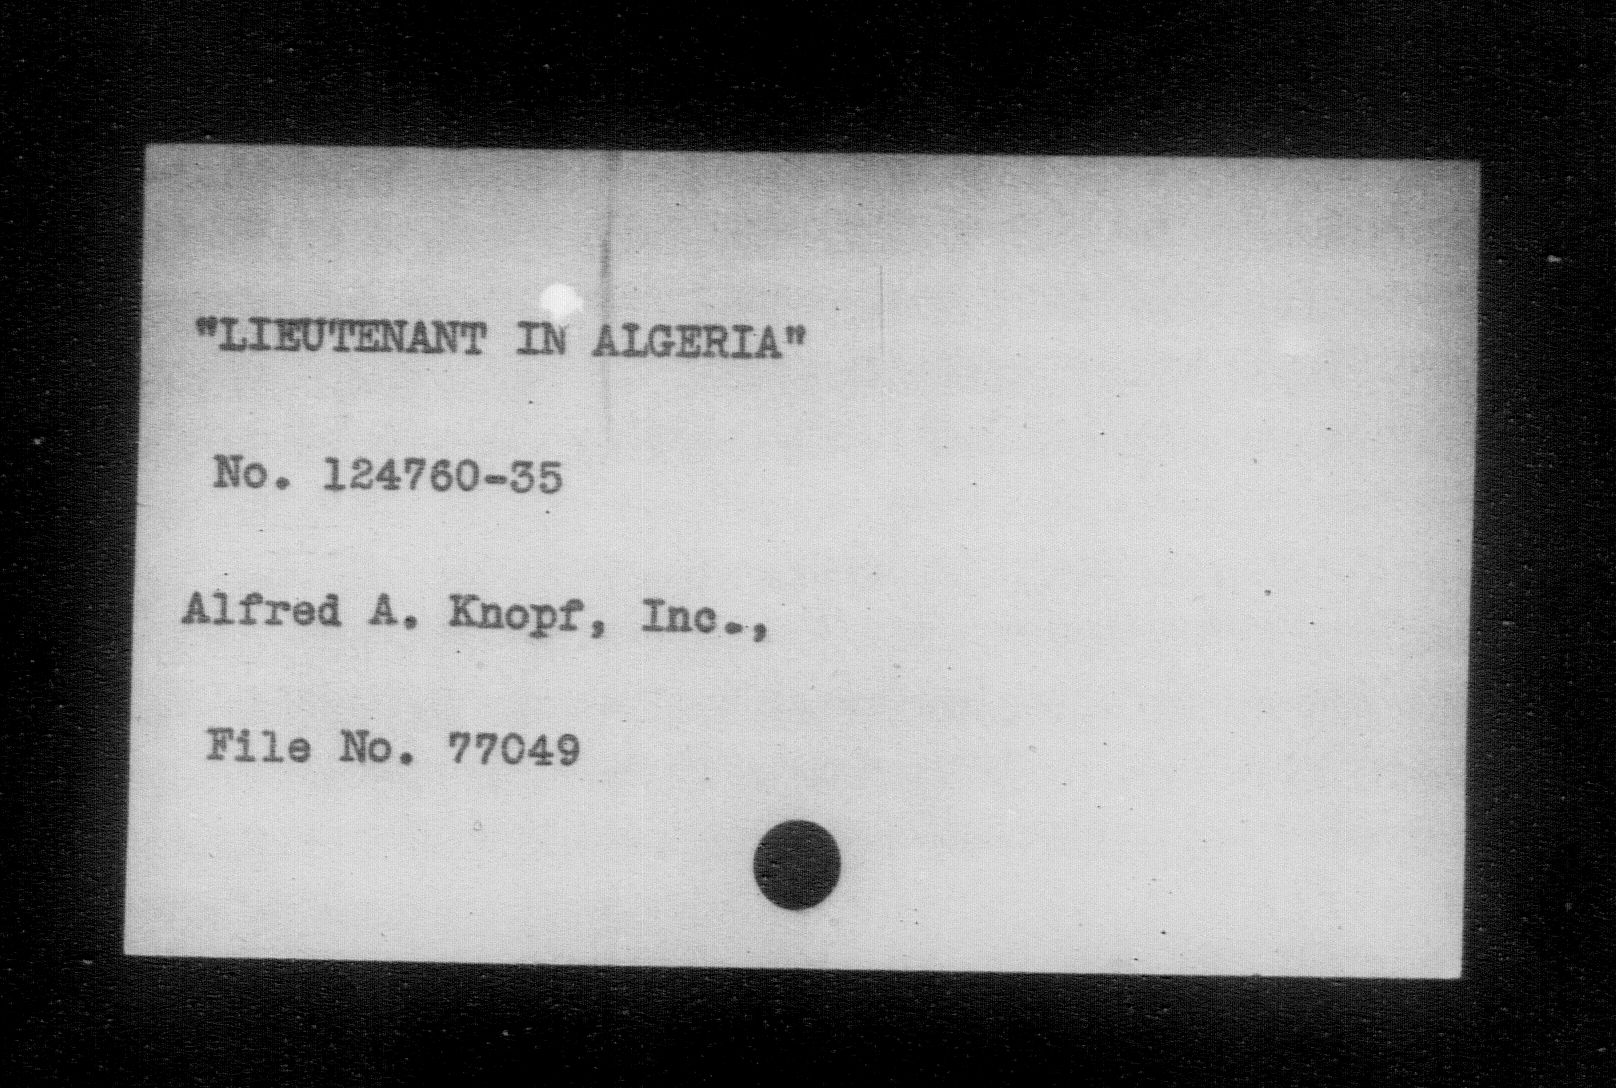 "LIEUTENANT IN ALGERIA"
No. 124760-35
Alfred A. Knopf, Inc.,
File No. 77049